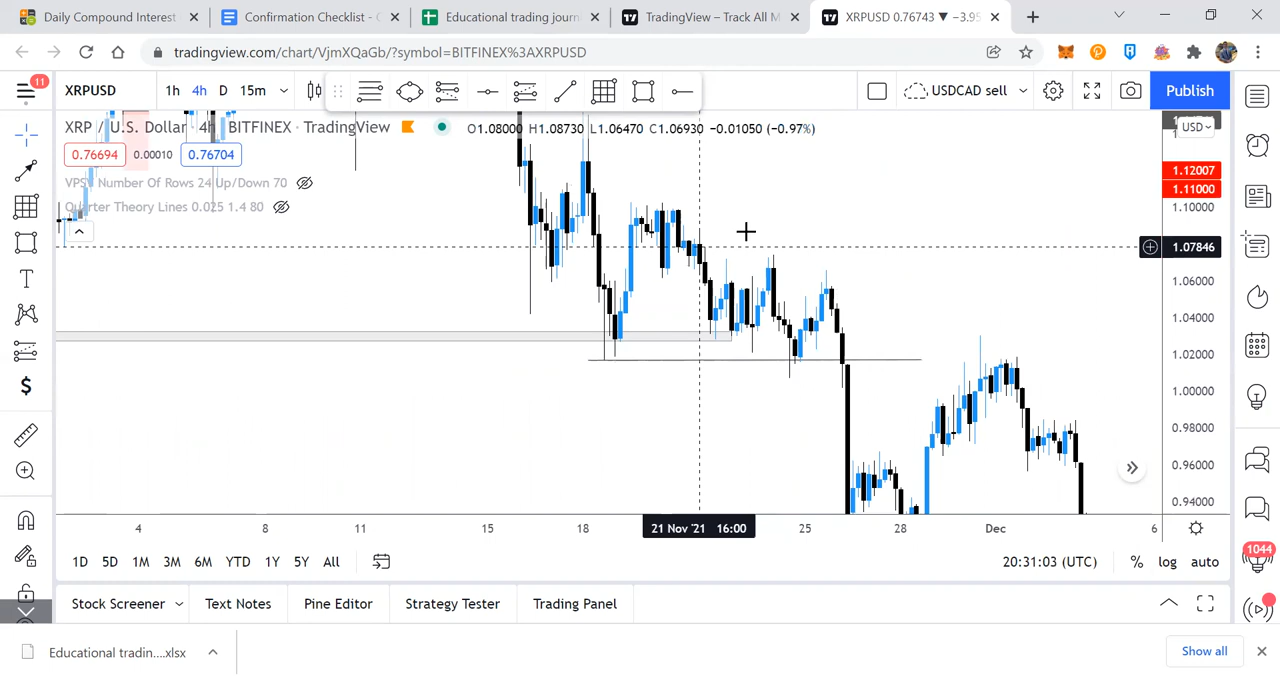 Daily Compound Interest
Confirmation Checklist - C
Educational trading journ
TradingView – Track All M
XRPUSD 0.76743 ▼ −3.95
tradingview.com/chart/VjmXQaGb/?symbol=BITFINEX%3AXRPUSD
11
XRPUSD
1h 4h D 15m
USDCAD sell
Publish
XRP / U.S. Dollar · 4h · BITFINEX · TradingView
O1.08000 H1.08730 L1.06470 C1.06930 −0.01050 (−0.97%)
USD
0.76694 0.00010 0.76704
VPSV Number Of Rows 24 Up/Down 70
Quarter Theory Lines 0.025 1.4 80
1.12007
1.11000
1.10000
1.07846
1.06000
1.04000
1.02000
1.00000
0.98000
0.96000
0.94000
4 8 11 15 18 21 Nov '21 16:00 25 28 Dec 6
1D 5D 1M 3M 6M YTD 1Y 5Y All
20:31:03 (UTC) % log auto
1044
Stock Screener Text Notes Pine Editor Strategy Tester Trading Panel
Educational tradin....xlsx
Show all